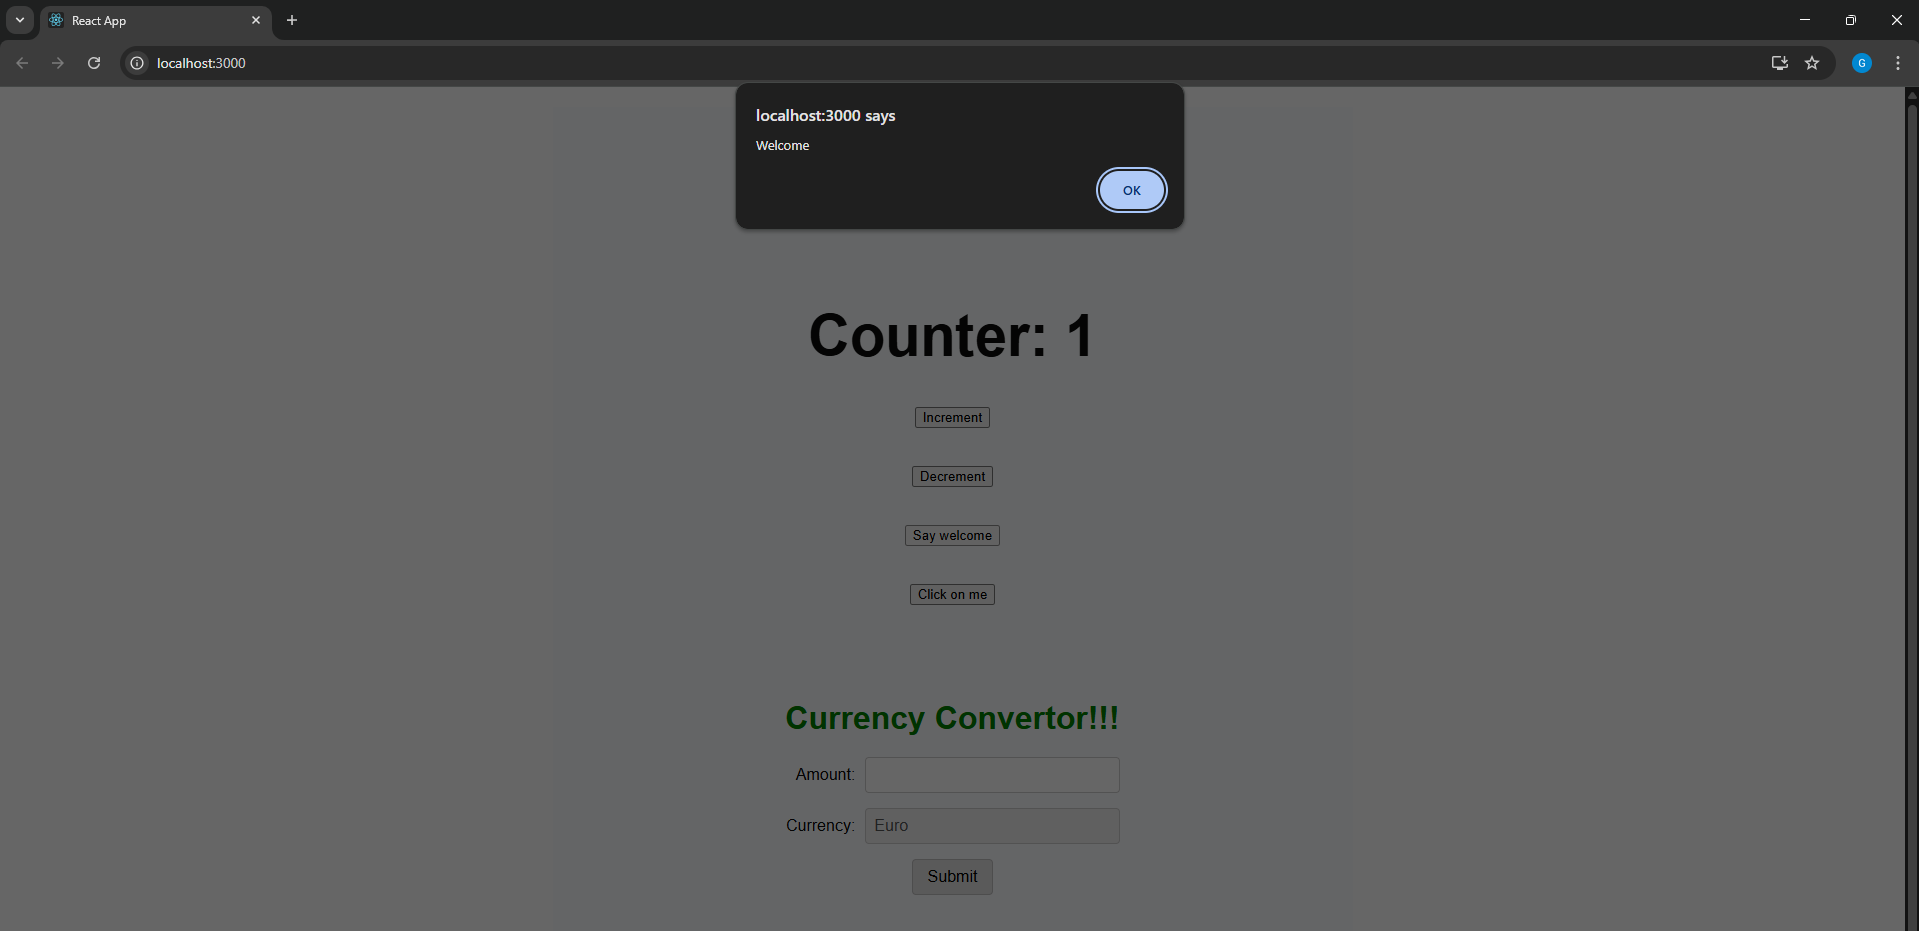 React App
localhost:3000
G
localhost:3000 says
Welcome
OK
Counter: 1
Increment
Decrement
Say welcome
Click on me
Currency Convertor!!!
Amount:
Currency: Euro
Submit